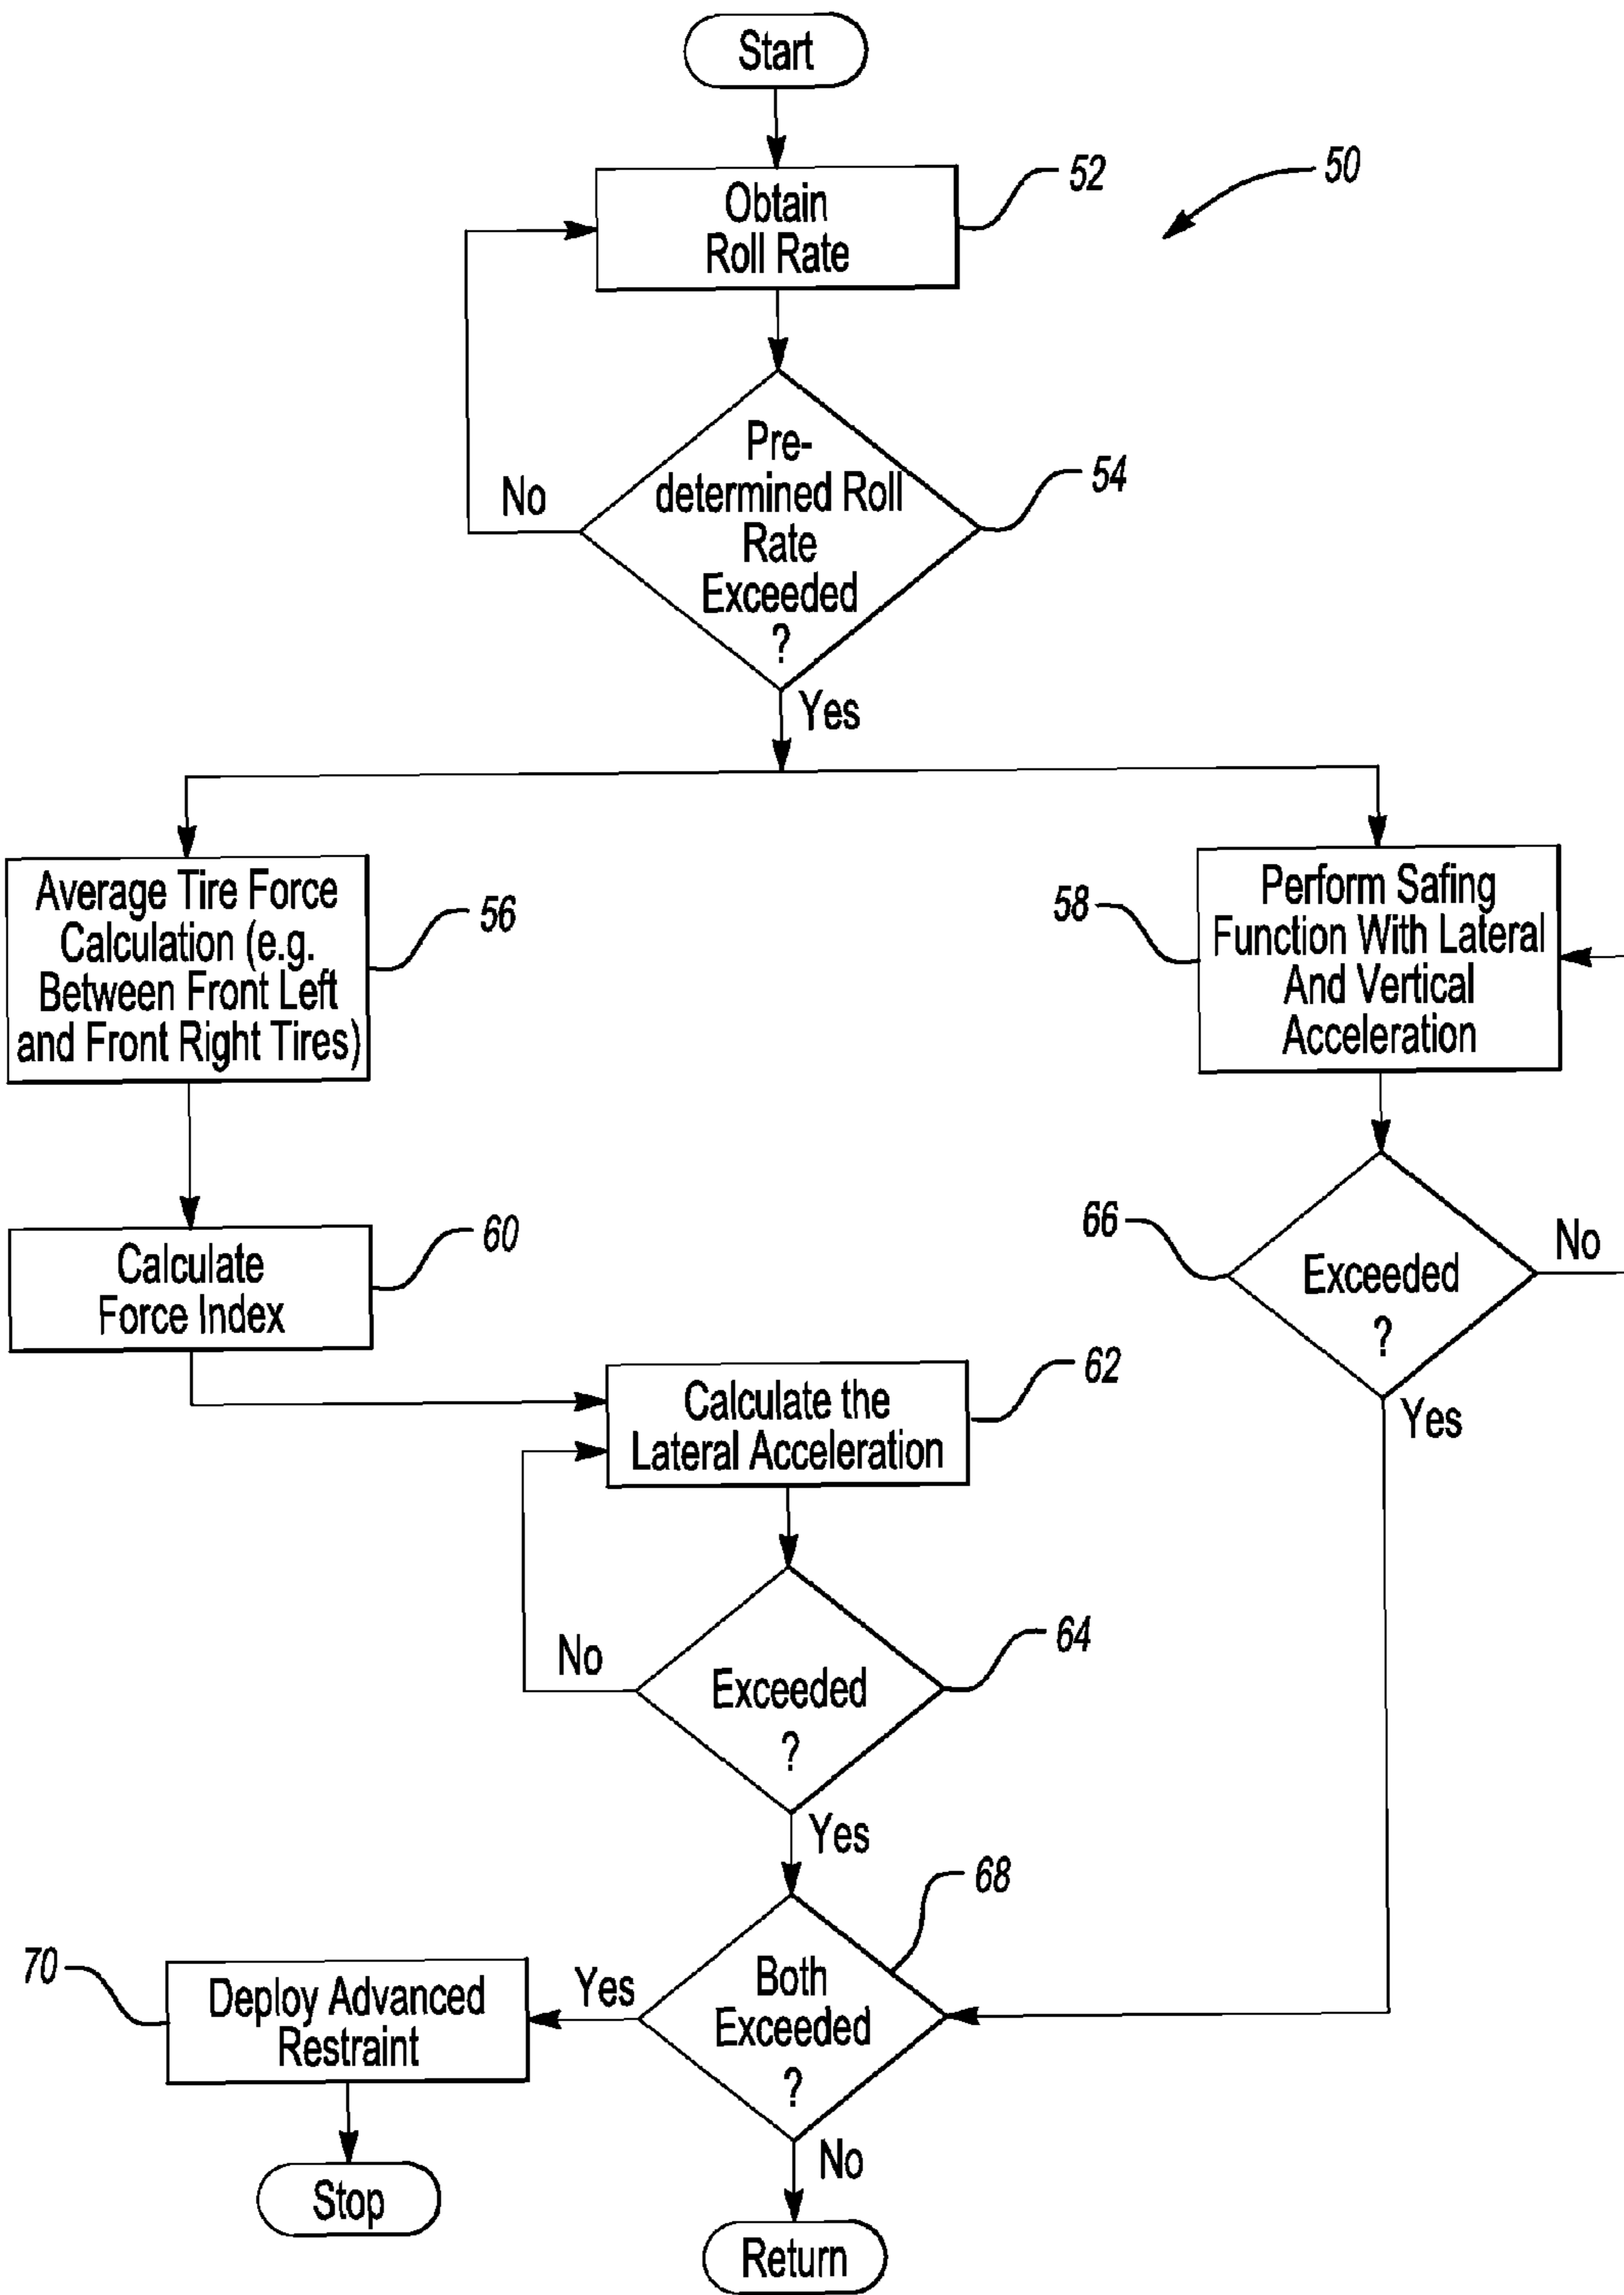 Start
Obtain
Roll Rate
52
50
Pre-
determined Roll
Rate
Exceeded
?
54
No
Yes
Average Tire Force
Calculation (e.g.
Between Front Left
and Front Right Tires)
56
58
Perform Safing
Function With Lateral
And Vertical
Acceleration
Calculate
Force Index
60
66
Exceeded
?
No
Yes
Calculate the
Lateral Acceleration
62
No
Exceeded
?
64
Yes
68
Both
Exceeded
?
Yes
70
Deploy Advanced
Restraint
No
Stop
Return